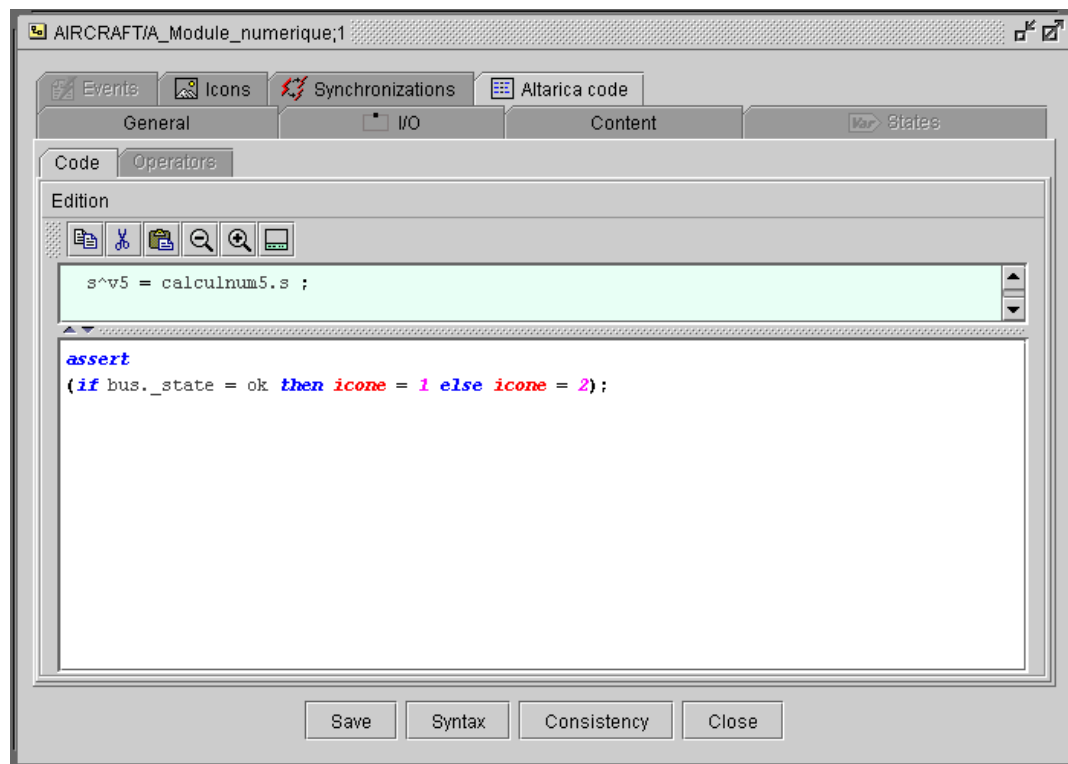 AIRCRAFT/A_Module_numerique;1
Events Icons Synchronizations Altarica code
General I/O Content Var States
Code Operators
Edition
s^v5 = calculnum5.s ;
assert
(if bus._state = ok then icone = 1 else icone = 2);
Save Syntax Consistency Close